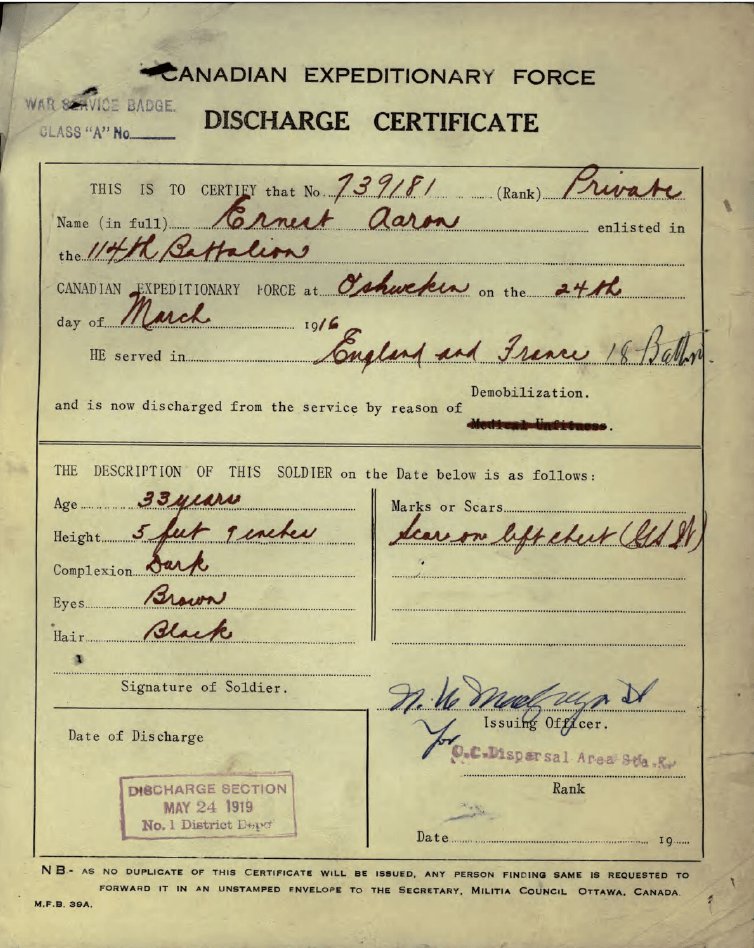 CANADIAN EXPEDITIONARY FORCE
WAR SERVICE BADGE.
CLASS "A" No
DISCHARGE CERTIFICATE
THIS IS TO CERTIFY that No. 739181 (Rank) Private
Name (in full) Ernest Aaron enlisted in
the 114th Battalion
CANADIAN EXPEDITIONARY FORCE at Oshweken on the 24th
day of March 1916
HE served in England and France 18 Battn.
Demobilization.
and is now discharged from the service by reason of
Medical Unfitness.
THE DESCRIPTION OF THIS SOLDIER on the Date below is as follows:
Age 33 years
Height 5 feet 9 inches
Complexion Dark
Eyes Brown
Hair Black
Marks or Scars
Scar on left chest (GSW)
Signature of Soldier.
Issuing Officer.
for
O.C. Dispersal Area Sta. K.
Rank
Date 19
Date of Discharge
DISCHARGE SECTION
MAY 24 1919
No. 1 District Depot
NB- AS NO DUPLICATE OF THIS CERTIFICATE WILL BE ISSUED, ANY PERSON FINDING SAME IS REQUESTED TO
FORWARD IT IN AN UNSTAMPED ENVELOPE TO THE SECRETARY, MILITIA COUNCIL OTTAWA, CANADA.
M.F.B. 39A.